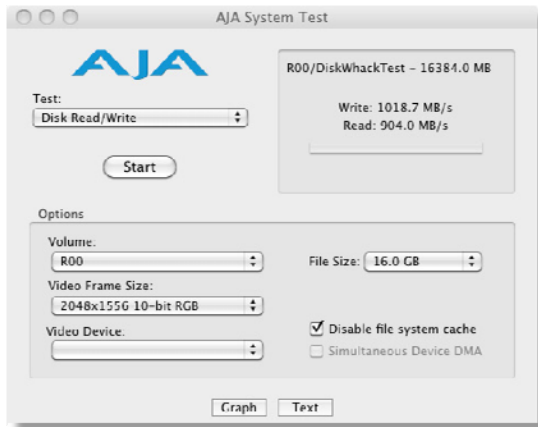 AJA System Test
AJA
R00/DiskWhackTest - 16384.0 MB
Test:
Write: 1018.7 MB/s
Disk Read/Write
Read: 904.0 MB/s
Start
Options
Volume:
R00
File Size: 16.0 GB
Video Frame Size:
2048x1556 10-bit RGB
Video Device:
Disable file system cache
Simultaneous Device DMA
Graph
Text